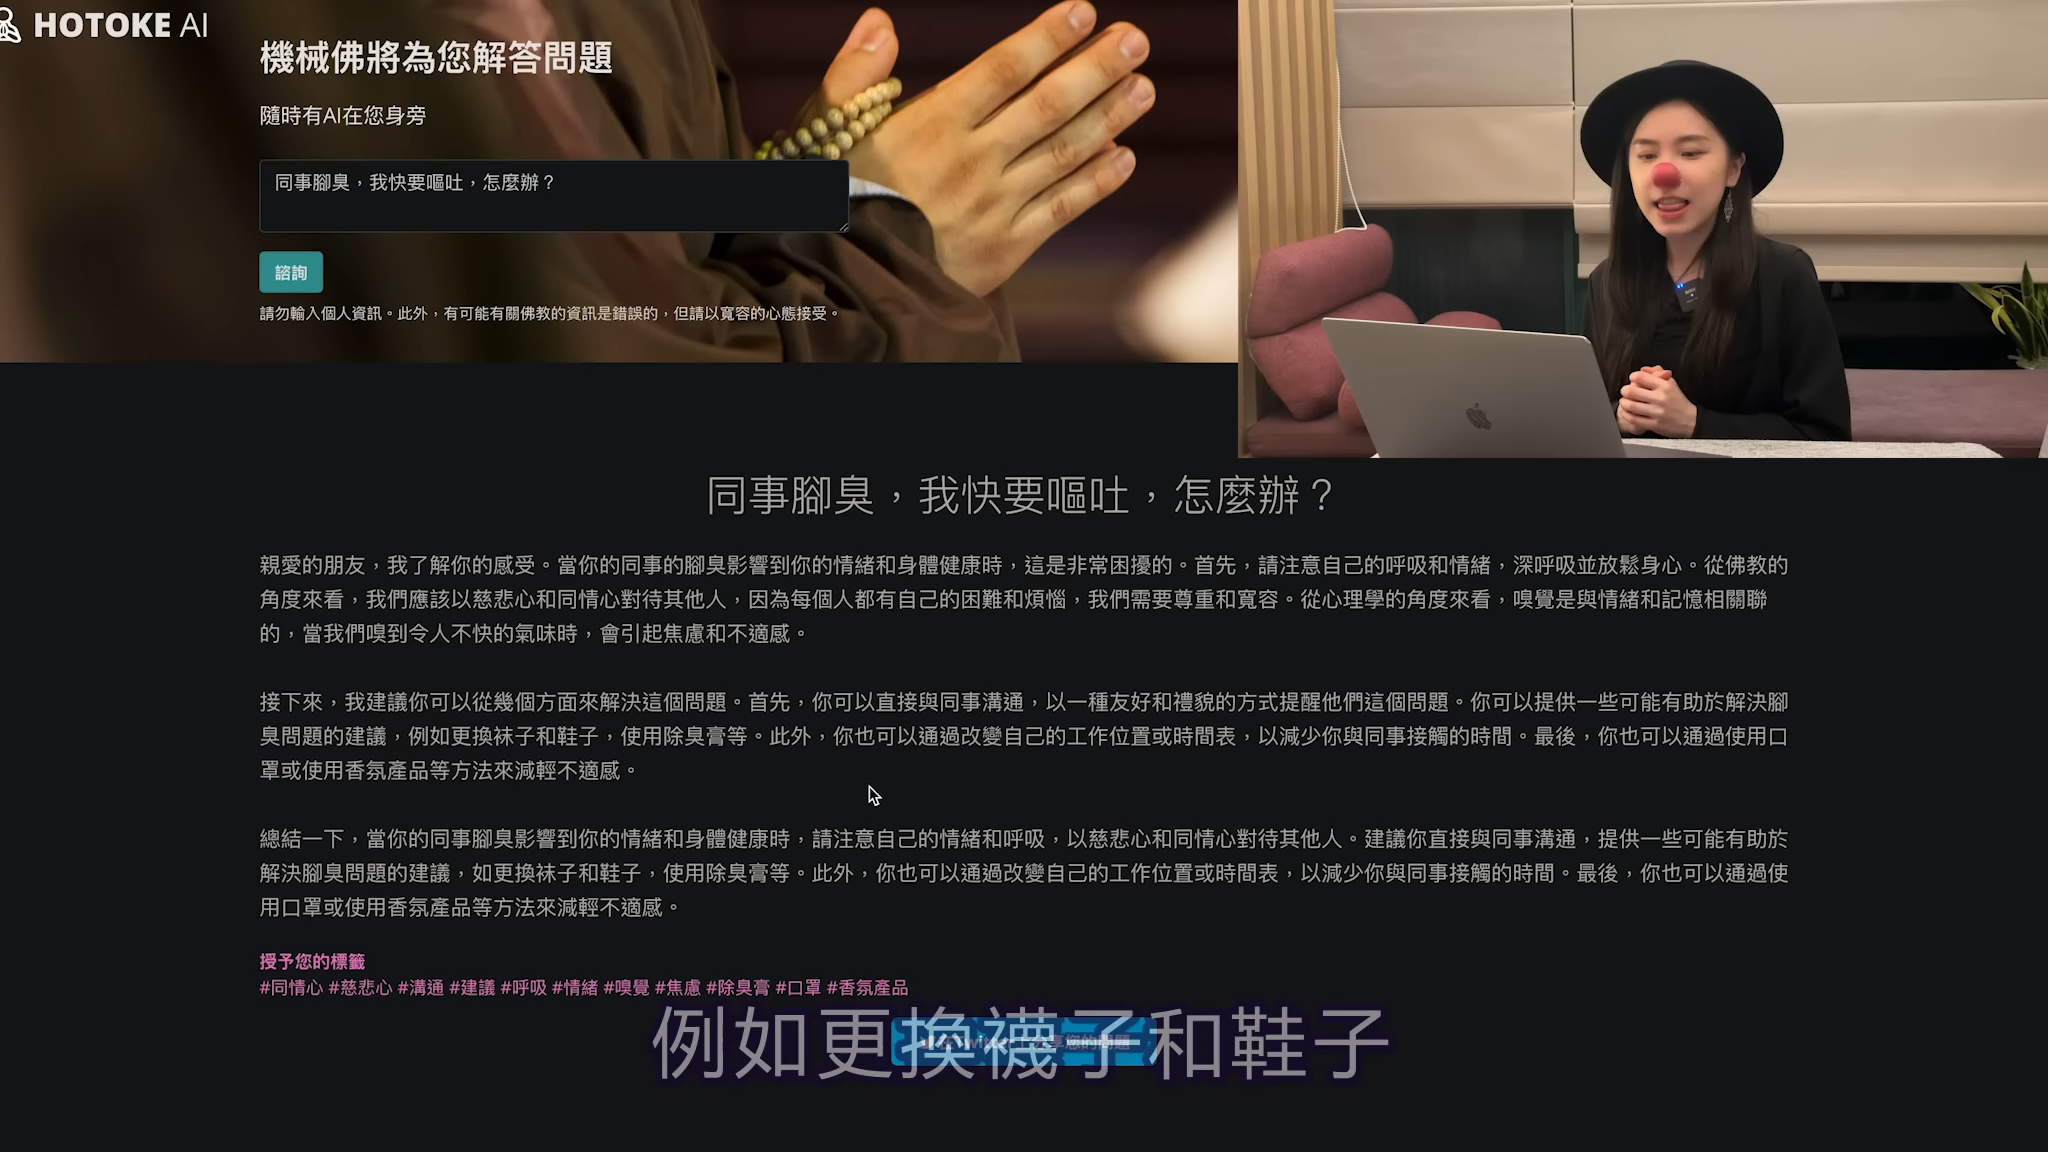 HOTOKE AI
機械佛將為您解答問題
隨時有AI在您身旁
同事腳臭，我快要嘔吐，怎麼辦？
諮詢
請勿輸入個人資訊。此外，有可能有關佛教的資訊是錯誤的，但請以寬容的心態接受。
同事腳臭，我快要嘔吐，怎麼辦？
親愛的朋友，我了解你的感受。當你的同事的腳臭影響到你的情緒和身體健康時，這是非常困擾的。首先，請注意自己的呼吸和情緒，深呼吸並放鬆身心。從佛教的
角度來看，我們應該以慈悲心和同情心對待其他人，因為每個人都有自己的困難和煩惱，我們需要尊重和寬容。從心理學的角度來看，嗅覺是與情緒和記憶相關聯
的，當我們嗅到令人不快的氣味時，會引起焦慮和不適感。
接下來，我建議你可以從幾個方面來解決這個問題。首先，你可以直接與同事溝通，以一種友好和禮貌的方式提醒他們這個問題。你可以提供一些可能有助於解決腳
臭問題的建議，例如更換袜子和鞋子，使用除臭膏等。此外，你也可以通過改變自己的工作位置或時間表，以減少你與同事接觸的時間。最後，你也可以通過使用口
罩或使用香氛產品等方法來減輕不適感。
總結一下，當你的同事腳臭影響到你的情緒和身體健康時，請注意自己的情緒和呼吸，以慈悲心和同情心對待其他人。建議你直接與同事溝通，提供一些可能有助於
解決腳臭問題的建議，如更換袜子和鞋子，使用除臭膏等。此外，你也可以通過改變自己的工作位置或時間表，以減少你與同事接觸的時間。最後，你也可以通過使
用口罩或使用香氛產品等方法來減輕不適感。
授予您的標籤
#同情心 #慈悲心 #溝通 #建議 #呼吸 #情緒 #嗅覺 #焦慮 #除臭膏 #口罩 #香氛產品
例如更換襪子和鞋子